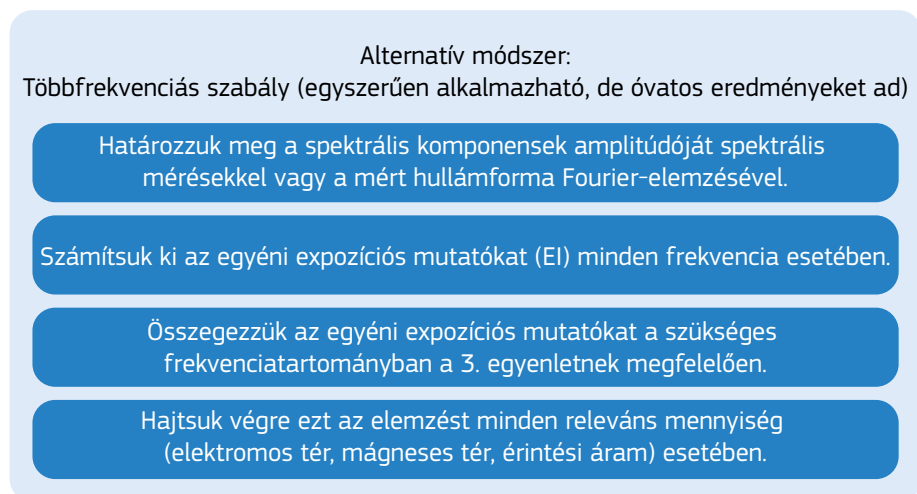 Alternatív módszer:
Többfrekvenciás szabály (egyszerűen alkalmazható, de óvatos eredményeket ad)
Határozzuk meg a spektrális komponensek amplitúdóját spektrális
mérésekkel vagy a mért hullámforma Fourier-elemzésével.
Számítsuk ki az egyéni expozíciós mutatókat (EI) minden frekvencia esetében.
Összegezzük az egyéni expozíciós mutatókat a szükséges
frekvenciatartományban a 3. egyenletnek megfelelően.
Hajtsuk végre ezt az elemzést minden releváns mennyiség
(elektromos tér, mágneses tér, érintési áram) esetében.